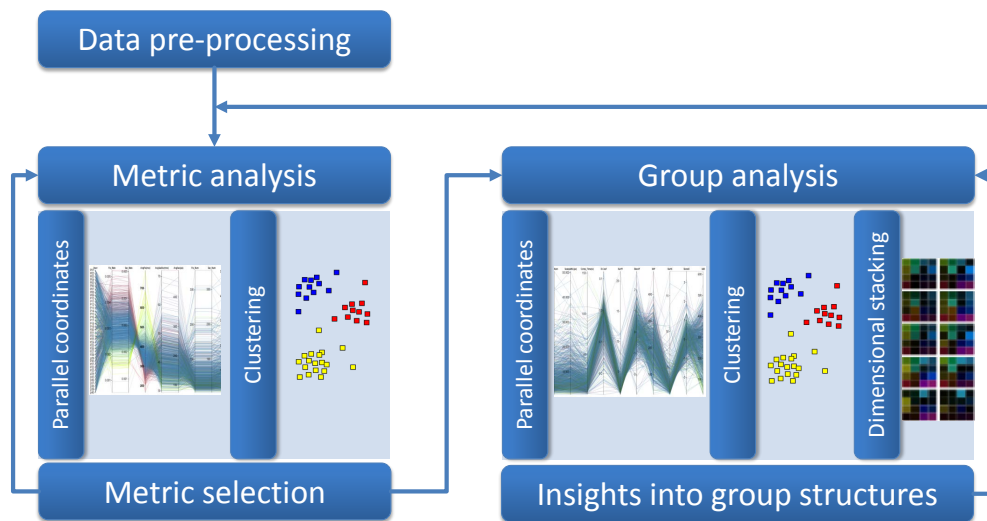 Data pre-processing
Metric analysis
Group analysis
Parallel coordinates
Clustering
Parallel coordinates
Clustering
Dimensional stacking
Metric selection
Insights into group structures